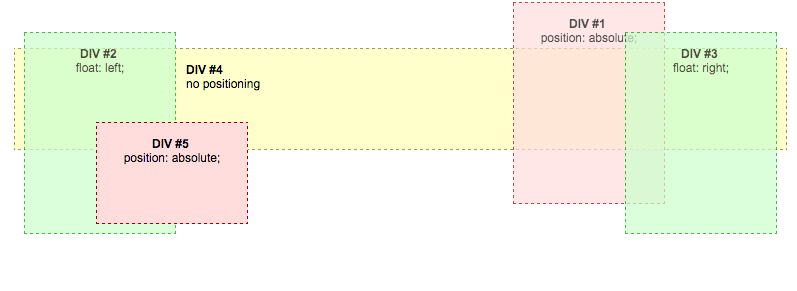 DIV #1
position: absolute;
DIV #2
float: left;
DIV #3
float: right;
DIV #4
no positioning
DIV #5
position: absolute;